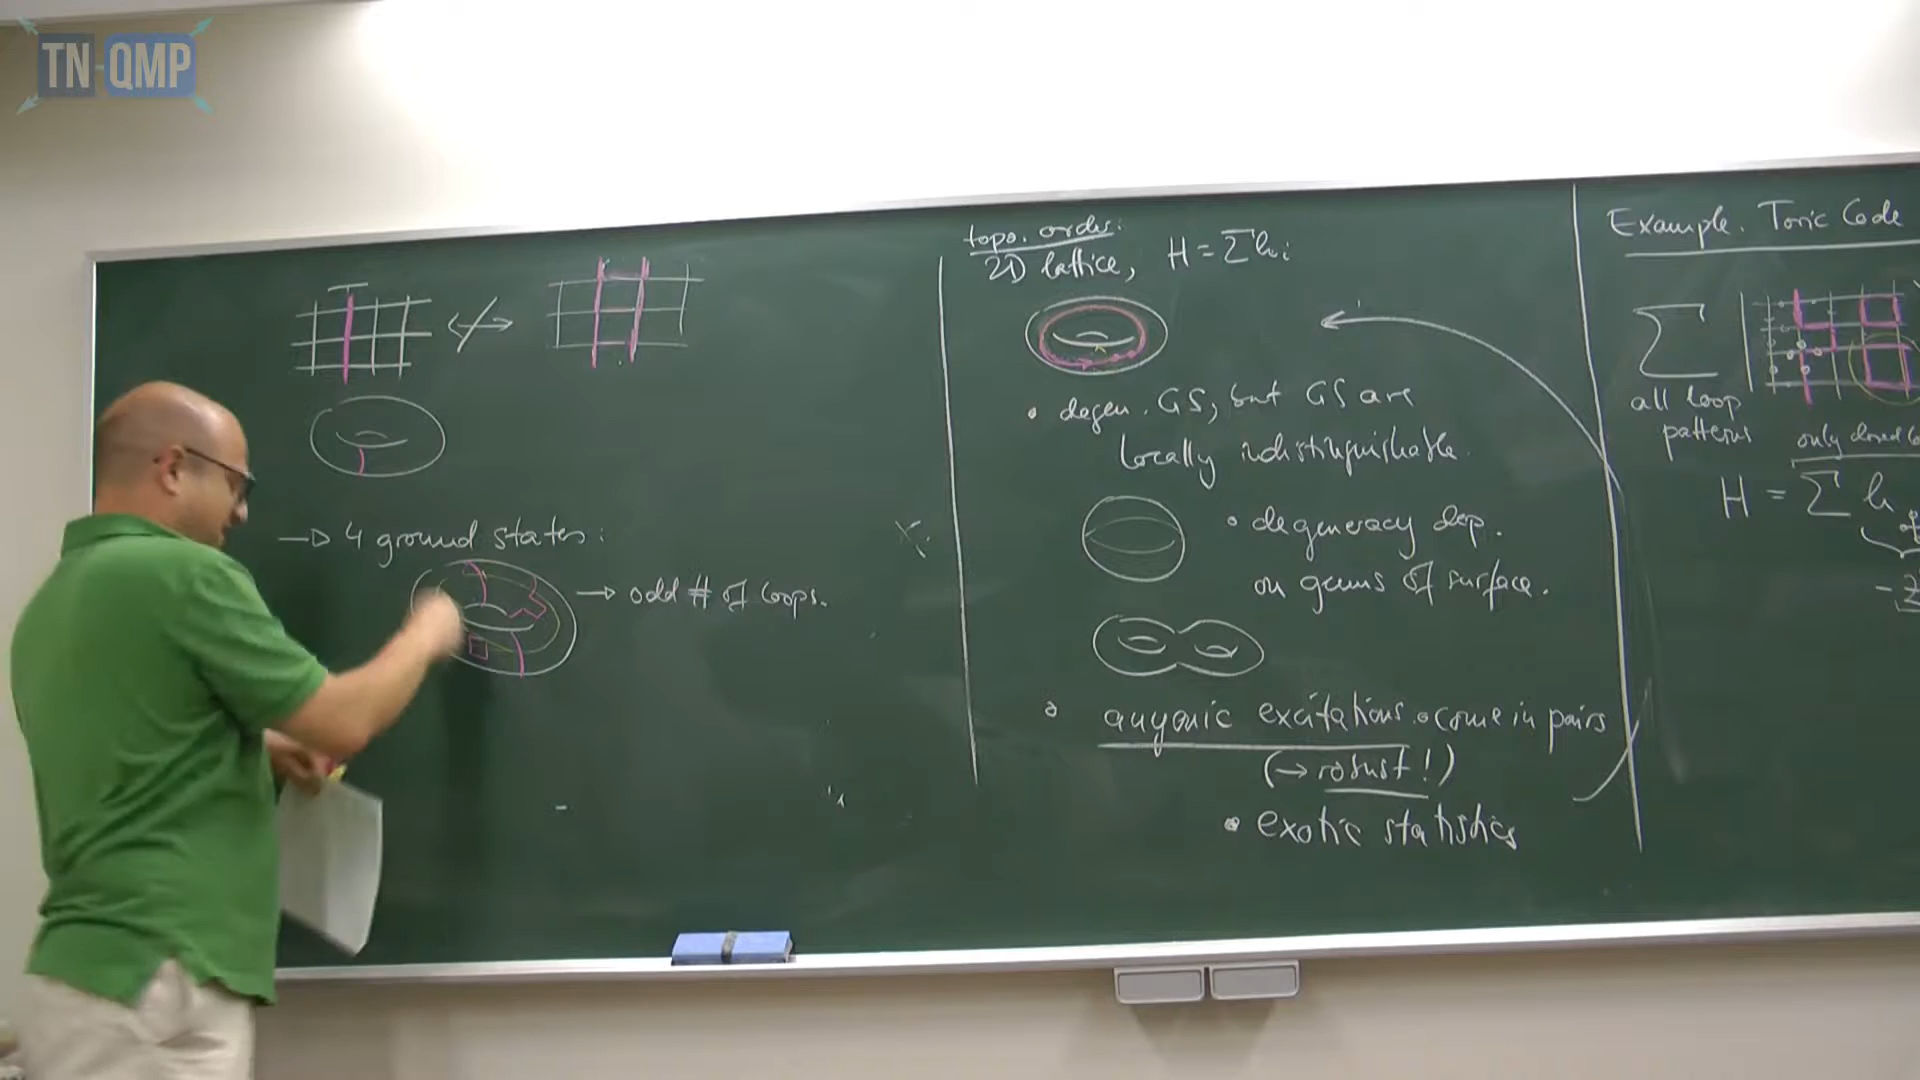 TN-QMP
→ 4 ground states:
→ odd # of loops.
topo. order:
2D lattice, H = Σ hᵢ
• degen. GS, but GS are
locally indistinguishable.
• degeneracy dep.
on genus of surface.
• anyonic excitations • come in pairs
(→ robust!)
• exotic statistics
Example. Toric Code
Σ
all loop
patterns
only closed
H = Σ h